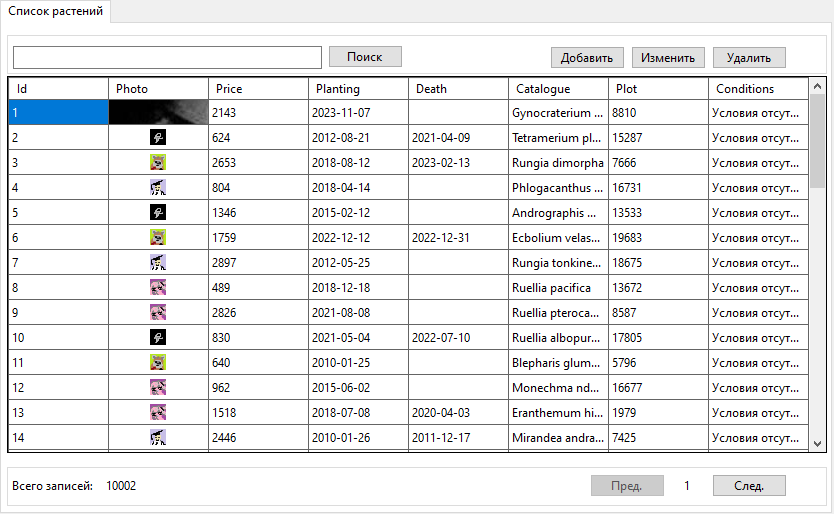 Список растений
Поиск Добавить Изменить Удалить
Id Photo Price Planting Death Catalogue Plot Conditions
1 2143 2023-11-07 Gynocraterium ... 8810 Условия отсут...
2 624 2012-08-21 2021-04-09 Tetramerium pl... 15287 Условия отсут...
3 2653 2018-08-12 2023-02-13 Rungia dimorpha 7666 Условия отсут...
4 804 2018-04-14 Phlogacanthus ... 16731 Условия отсут...
5 1346 2015-02-12 Andrographis ... 13533 Условия отсут...
6 1759 2022-12-12 2022-12-31 Ecbolium velas... 19683 Условия отсут...
7 2897 2012-05-25 Rungia tonkine... 18675 Условия отсут...
8 489 2018-12-18 Ruellia pacifica 13672 Условия отсут...
9 2826 2021-08-08 Ruellia pteroca... 8587 Условия отсут...
10 830 2021-05-04 2022-07-10 Ruellia albopur... 17805 Условия отсут...
11 640 2010-01-25 Blepharis glum... 5796 Условия отсут...
12 962 2015-06-02 Monechma nd... 16677 Условия отсут...
13 1518 2018-07-08 2020-04-03 Eranthemum hi... 1979 Условия отсут...
14 2446 2010-01-26 2011-12-17 Mirandea andra... 7425 Условия отсут...
Всего записей: 10002 Пред. 1 След.